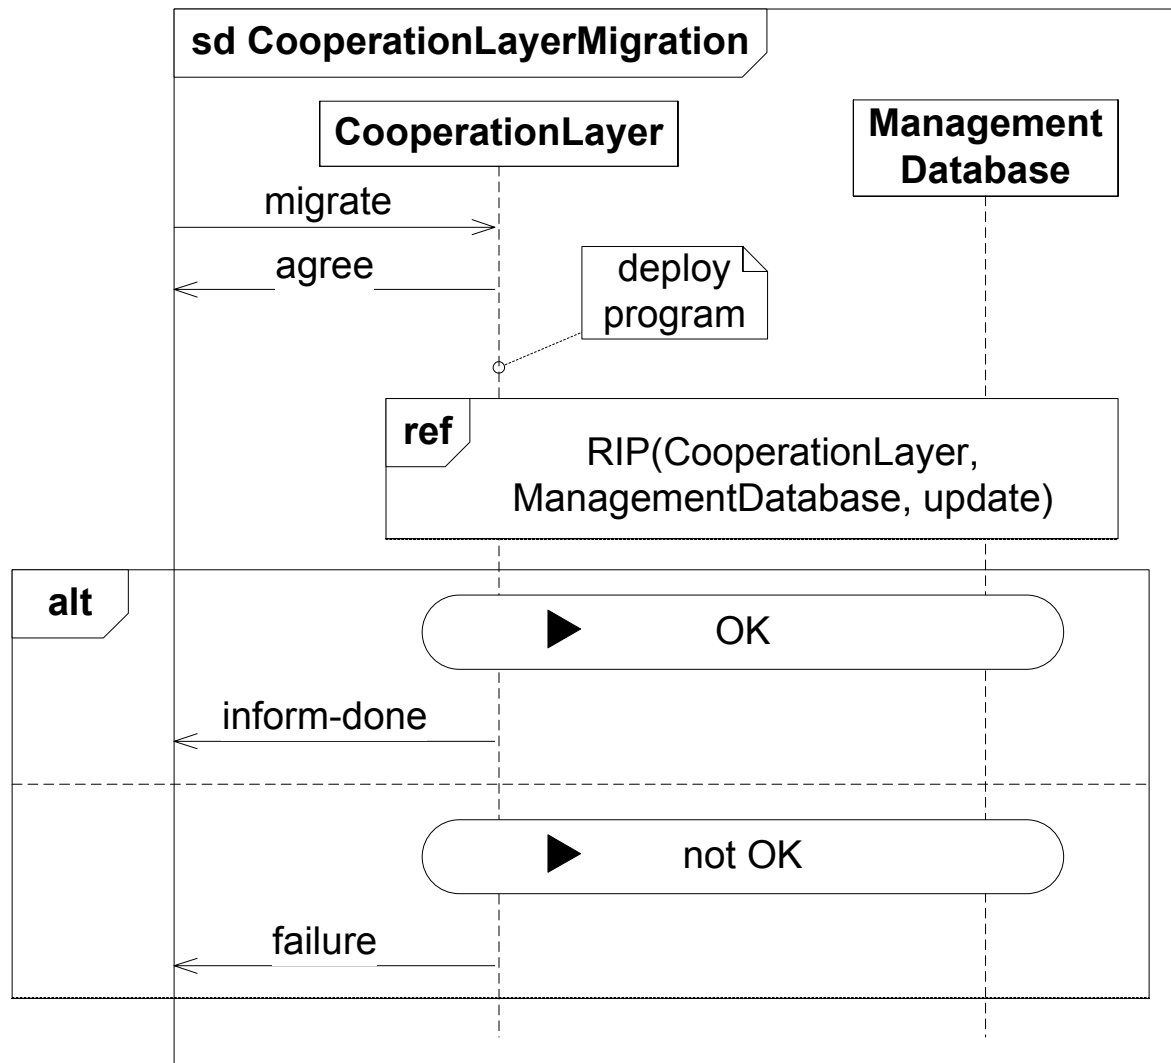 sd CooperationLayerMigration
CooperationLayer
Management
Database
migrate
agree
deploy
program
ref
RIP(CooperationLayer,
ManagementDatabase, update)
alt
OK
inform-done
not OK
failure